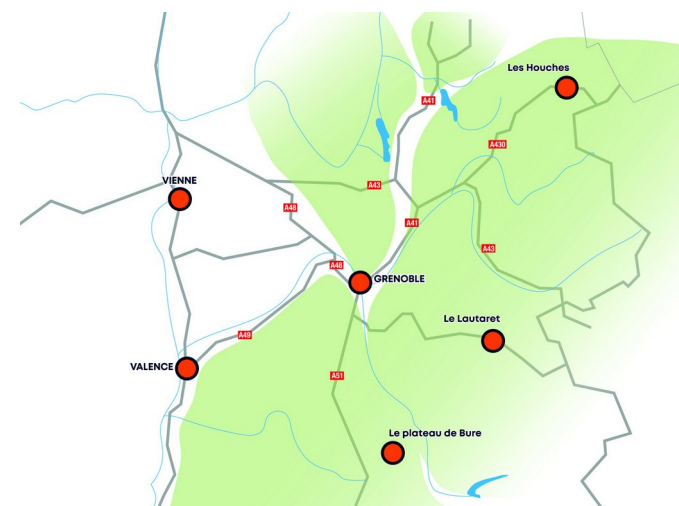 Les Houches
A41
A430
VIENNE
A43
A48
A41
A43
A48
GRENOBLE
Le Lautaret
A49
VALENCE
A51
Le plateau de Bure